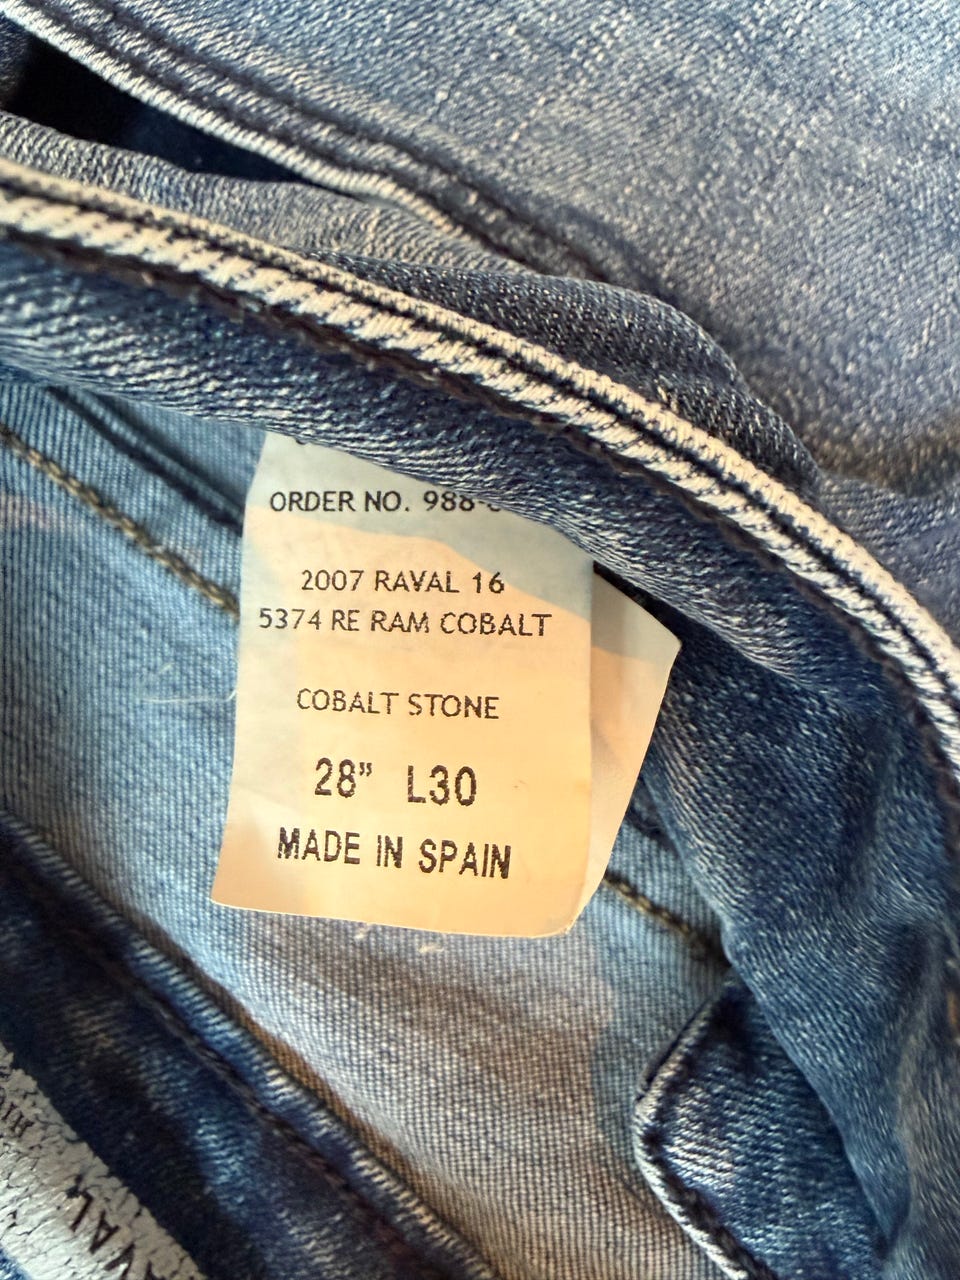 ORDER NO. 988-
2007 RAVAL 16
5374 RE RAM COBALT
COBALT STONE
28” L30
MADE IN SPAIN